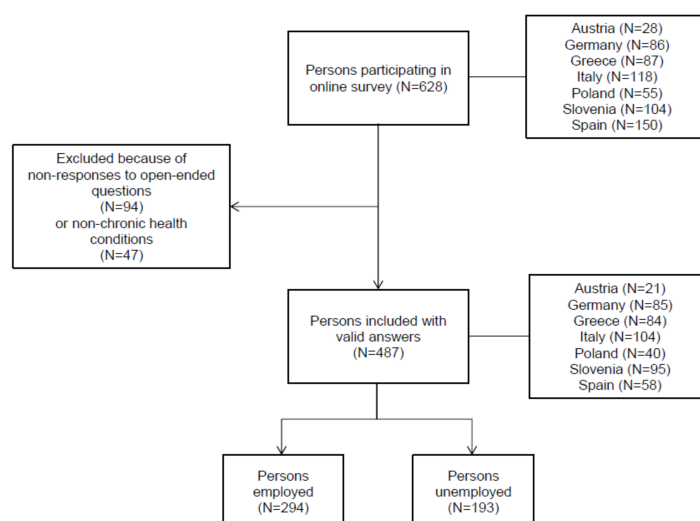 Persons participating in
online survey (N=628)
Austria (N=28)
Germany (N=86)
Greece (N=87)
Italy (N=118)
Poland (N=55)
Slovenia (N=104)
Spain (N=150)
Excluded because of
non-responses to open-ended
questions
(N=94)
or non-chronic health
conditions
(N=47)
Persons included with
valid answers
(N=487)
Austria (N=21)
Germany (N=85)
Greece (N=84)
Italy (N=104)
Poland (N=40)
Slovenia (N=95)
Spain (N=58)
Persons
employed
(N=294)
Persons
unemployed
(N=193)